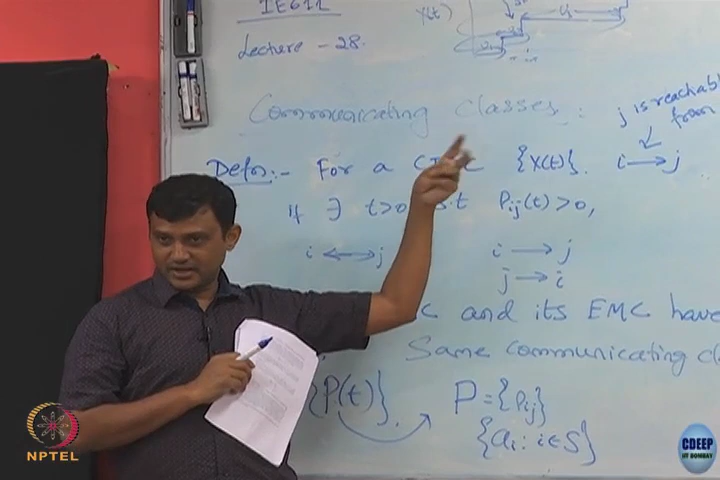 IE611
Lecture - 28.
Y(t)
Communicating Classes :
j is reachable
from
Defn:- For a CTMC {X(t)}. i → j
if ∃ t>0 s.t Pij(t)>0,
i ↔ j i → j
j → i
C and its EMC have
Same communicating
{P(t)}. P = {Pij}
{ai : i ∈ S}
NPTEL
CDEEP
IIT BOMBAY